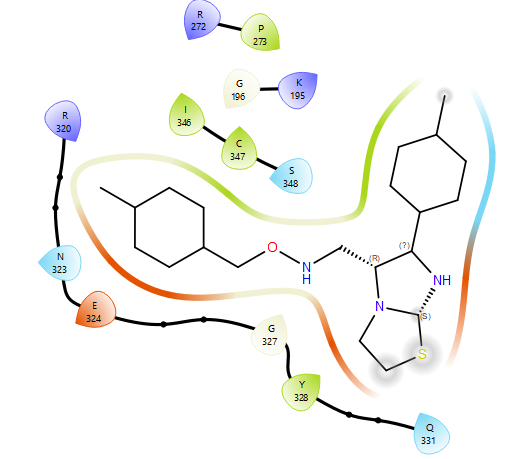 R
272
P
273
G
196
K
195
I
346
C
347
S
348
R
320
N
323
E
324
G
327
Y
328
Q
331
O
N
H
(R)
(?)
NH
N
(S)
S